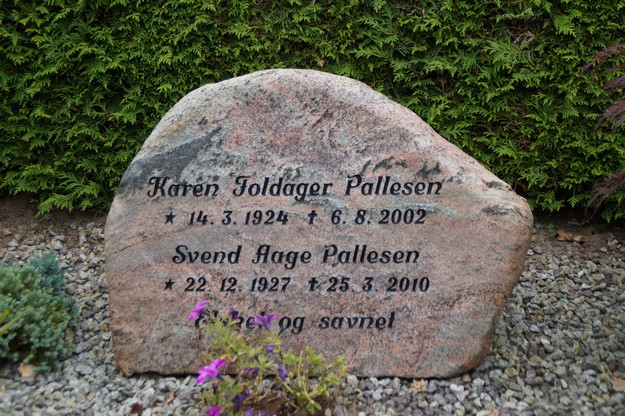 Karen Toldager Pallesen
★ 14. 3. 1924 ✝ 6. 8. 2002
Svend Aage Pallesen
★ 22. 12. 1927 ✝ 25. 3. 2010
og savnet